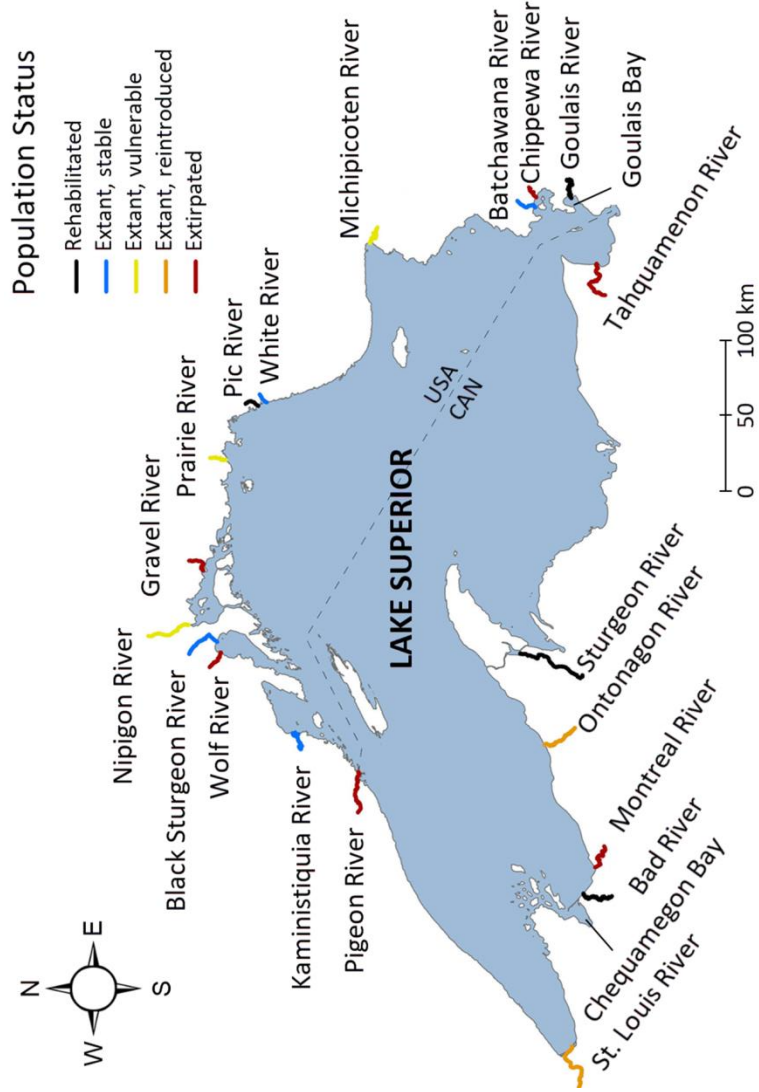 Population Status
Rehabilitated
Extant, stable
Extant, vulnerable
Extant, reintroduced
Extirpated
N
W
E
S
Nipigon River
Black Sturgeon River
Wolf River
Kaministiquia River
Pigeon River
Gravel River
Prairie River
Pic River
White River
Michipicoten River
Batchawana River
Chippewa River
Goulais River
Goulais Bay
Tahquamenon River
LAKE SUPERIOR
USA
CAN
Sturgeon River
Ontonagon River
Montreal River
Bad River
Chequamegon Bay
St. Louis River
0 50 100 km